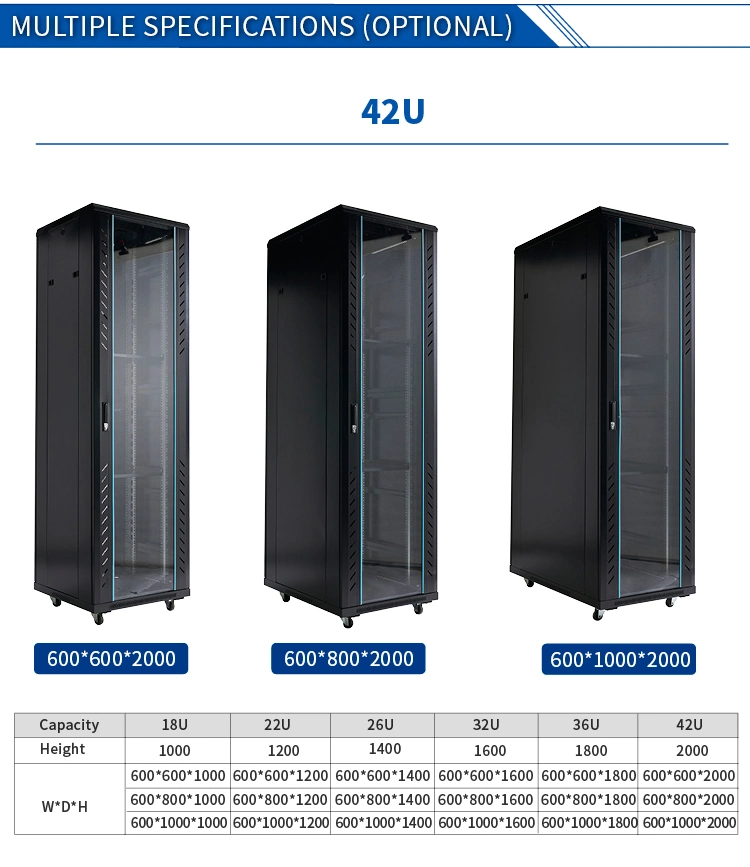 MULTIPLE SPECIFICATIONS (OPTIONAL)
42U
600*600*2000 600*800*2000 600*1000*2000
Capacity 18U 22U 26U 32U 36U 42U
Height 1000 1200 1400 1600 1800 2000
600*600*1000 600*600*1200 600*600*1400 600*600*1600 600*600*1800 600*600*2000
W*D*H 600*800*1000 600*800*1200 600*800*1400 600*800*1600 600*800*1800 600*800*2000
600*1000*1000 600*1000*1200 600*1000*1400 600*1000*1600 600*1000*1800 600*1000*2000